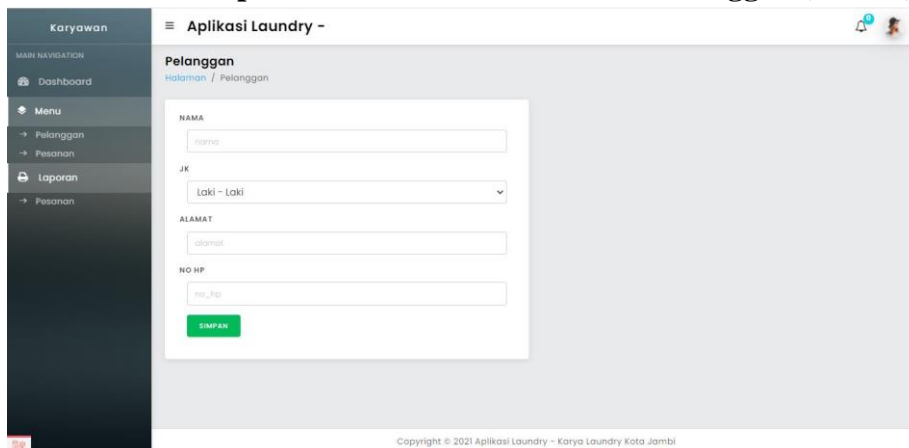 Karyawan
≡ Aplikasi Laundry -
MAIN NAVIGATION
Dashboard
Menu
→ Pelanggan
→ Pesanan
Laporan
→ Pesanan
Pelanggan
Halaman / Pelanggan
NAMA
nama
JK
Laki - Laki
ALAMAT
alamat
NO HP
no_hp
SIMPAN
Copyright © 2021 Aplikasi Laundry - Karya Laundry Kota Jambi